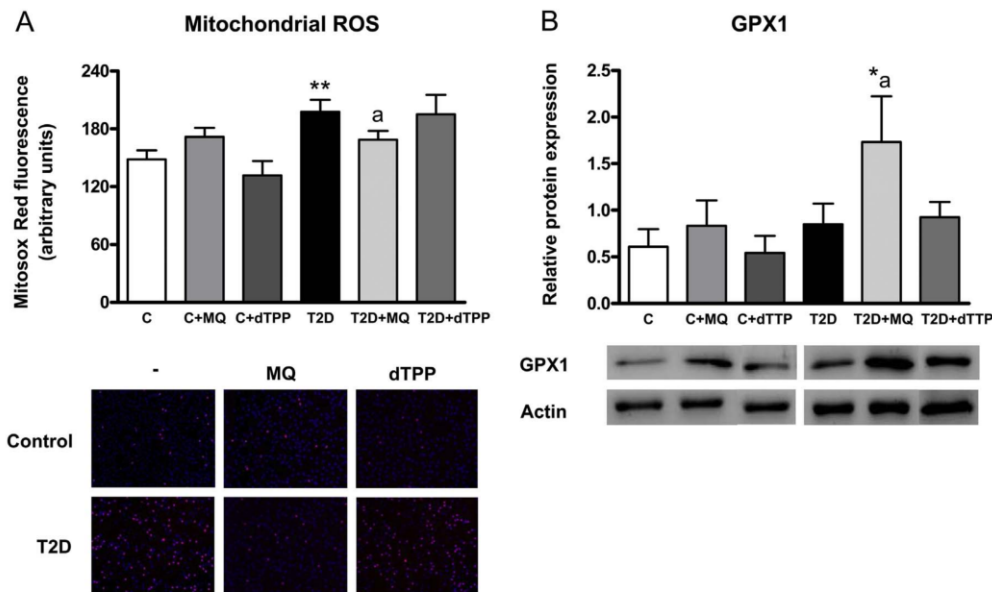 A
Mitochondrial ROS
Mitosox Red fluorescence
(arbitrary units)
240
180
120
60
0
**
a
C
C+MQ
C+dTPP
T2D
T2D+MQ
T2D+dTPP
-
MQ
dTPP
Control
T2D
B
GPX1
Relative protein expression
2.5
2.0
1.5
1.0
0.5
0.0
*a
C
C+MQ
C+dTTP
T2D
T2D+MQ
T2D+dTTP
GPX1
Actin